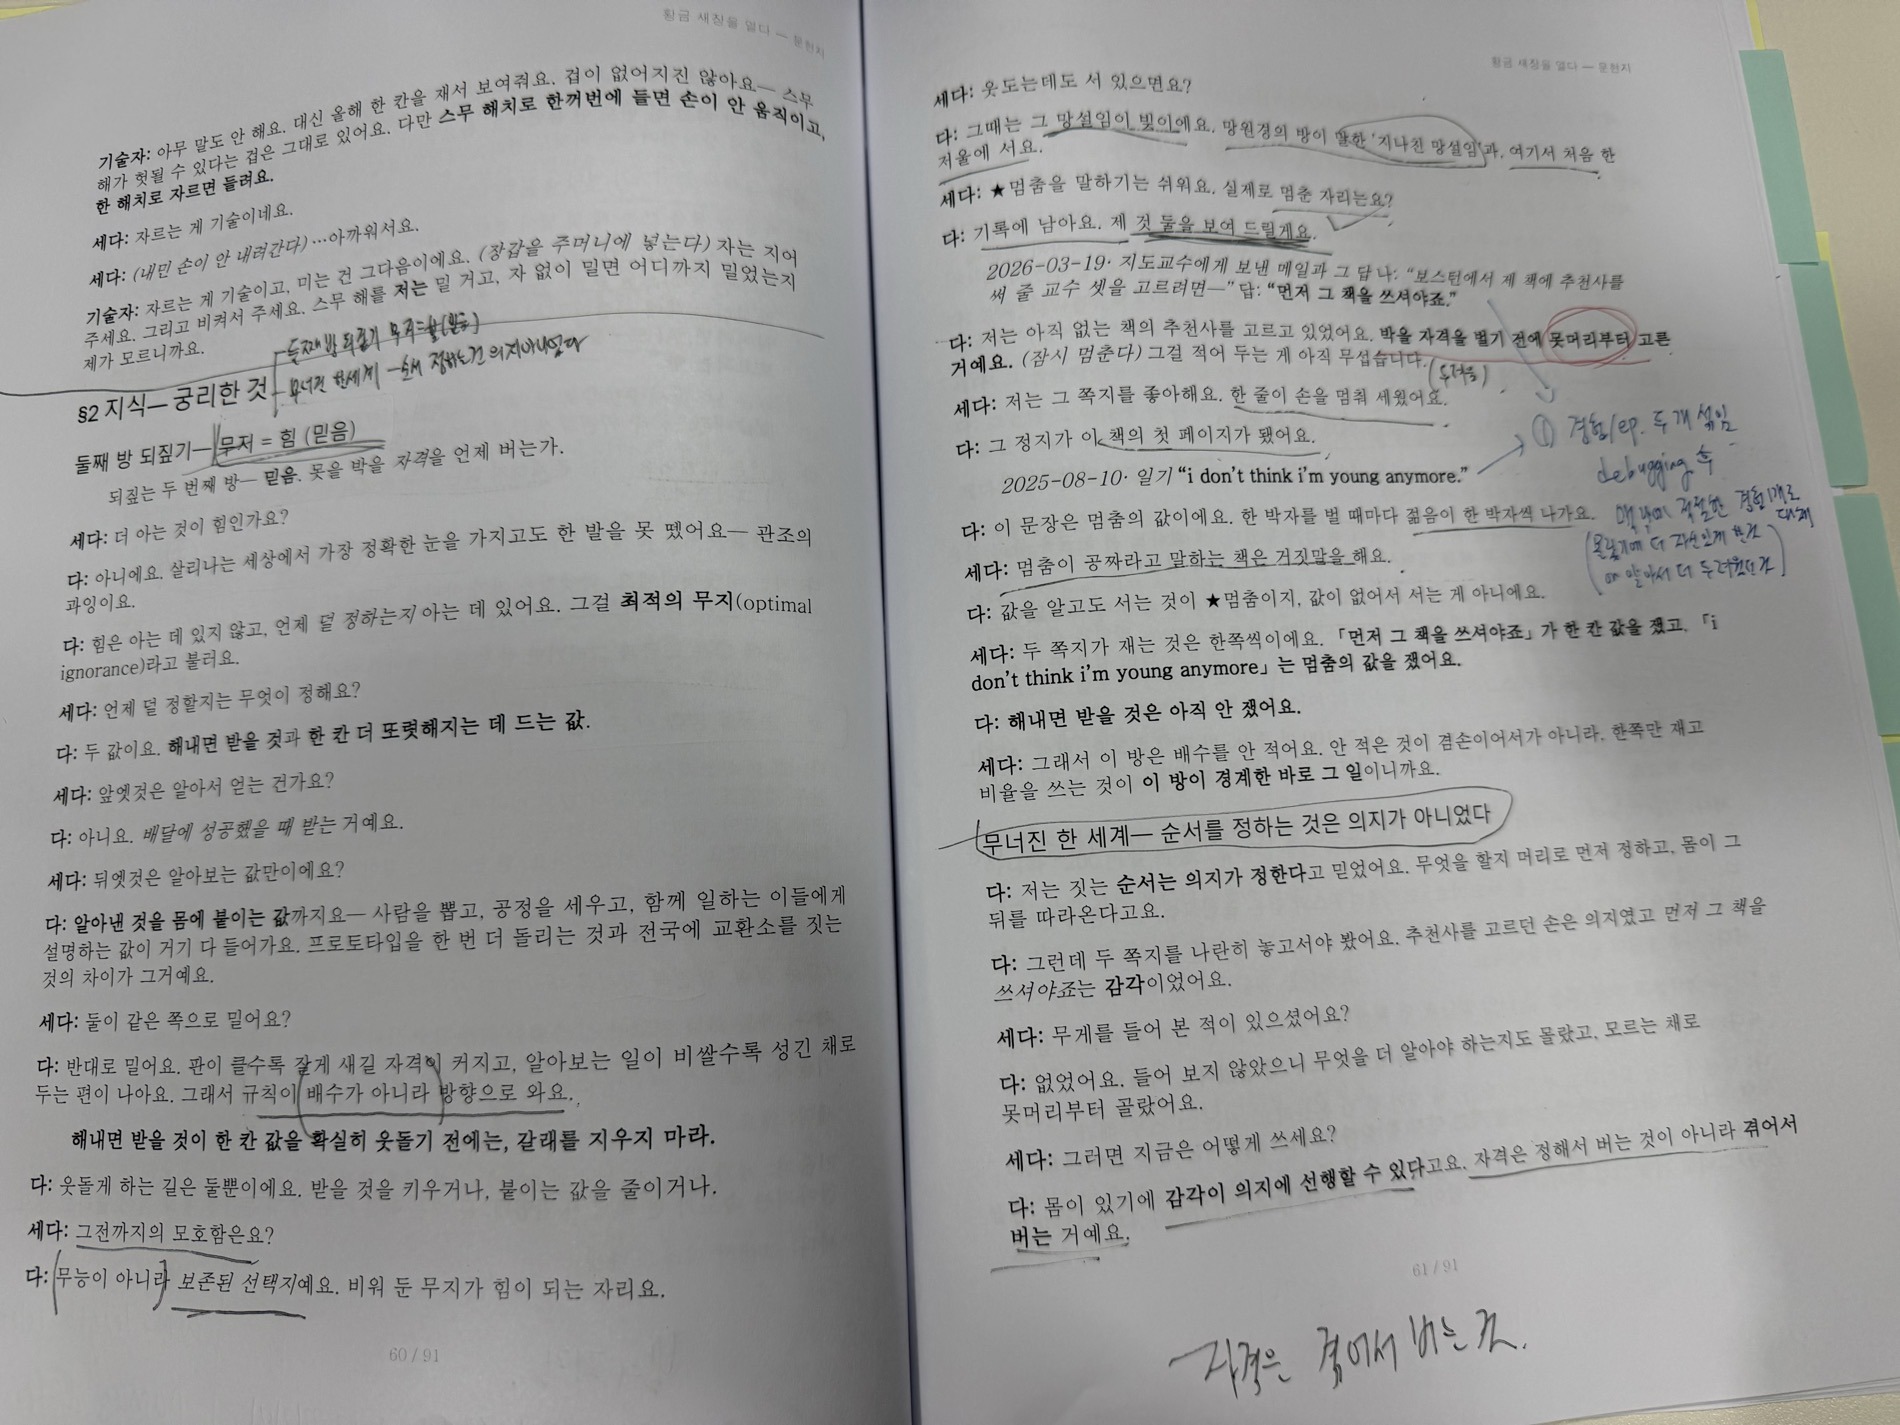 황금 새장을 열다 — 문헌지
기술자: 아무 말도 안 해요. 대신 올해 한 칸을 재서 보여줘요. 겁이 없어지진 않아요— 스무
해가 헛될 수 있다는 겁은 그대로 있어요. 다만 스무 해치로 한꺼번에 들면 손이 안 움직이고,
한 해치로 자르면 들려요.
세다: 자르는 게 기술이네요.
세다: (내민 손이 안 내려간다) …아까워서요.
기술자: 자르는 게 기술이고, 미는 건 그다음이에요. (장갑을 주머니에 넣는다) 자는 지어
주세요. 그리고 비켜서 주세요. 스무 해를 저는 밀 거고, 자 없이 밀면 어디까지 밀었는지
제가 모르니까요.
둘째방 되짚기 무지=힘(믿음)
§2 지식— 궁리한 것
무너진 한세계 — 순서 정하는건 의지가 아니었다
둘째 방 되짚기— 무저 = 힘 (믿음)
되짚는 두 번째 방— 믿음. 못을 박을 자격을 언제 버는가.
세다: 더 아는 것이 힘인가요?
다: 아니에요. 살리나는 세상에서 가장 정확한 눈을 가지고도 한 발을 못 뗐어요— 관조의
과잉이요.
다: 힘은 아는 데 있지 않고, 언제 덜 정하는지 아는 데 있어요. 그걸 최적의 무지(optimal
ignorance)라고 불러요.
세다: 언제 덜 정할지는 무엇이 정해요?
다: 두 값이요. 해내면 받을 것과 한 칸 더 또렷해지는 데 드는 값.
세다: 앞엣것은 알아서 얻는 건가요?
다: 아니요. 배달에 성공했을 때 받는 거예요.
세다: 뒤엣것은 알아보는 값만이에요?
다: 알아낸 것을 몸에 붙이는 값까지요— 사람을 뽑고, 공정을 세우고, 함께 일하는 이들에게
설명하는 값이 거기 다 들어가요. 프로토타입을 한 번 더 돌리는 것과 전국에 교환소를 짓는
것의 차이가 그거예요.
세다: 둘이 같은 쪽으로 밀어요?
다: 반대로 밀어요. 판이 클수록 잘게 새길 자격이 커지고, 알아보는 일이 비쌀수록 성긴 채로
두는 편이 나아요. 그래서 규칙이 배수가 아니라 방향으로 와요.
해내면 받을 것이 한 칸 값을 확실히 웃돌기 전에는, 갈래를 지우지 마라.
다: 웃돌게 하는 길은 둘뿐이에요. 받을 것을 키우거나, 붙이는 값을 줄이거나.
세다: 그전까지의 모호함은요?
다: 무능이 아니라 보존된 선택지예요. 비워 둔 무지가 힘이 되는 자리요.
60 / 91
황금 새장을 열다 — 문헌지
세다: 웃도는데도 서 있으면요?
다: 그때는 그 망설임이 빚이에요. 망원경의 방이 말한 '지나친 망설임'과, 여기서 처음 한
저울에 서요.
세다: ★멈춤을 말하기는 쉬워요. 실제로 멈춘 자리는요?
다: 기록에 남아요. 제 것 둘을 보여 드릴게요.
2026-03-19· 지도교수에게 보낸 메일과 그 답 나: “보스턴에서 제 책에 추천사를
써 줄 교수 셋을 고르려면—” 답: “먼저 그 책을 쓰셔야죠.”
다: 저는 아직 없는 책의 추천사를 고르고 있었어요. 박을 자격을 벌기 전에 못머리부터 고른
거예요. (잠시 멈춘다) 그걸 적어 두는 게 아직 무섭습니다.
세다: 저는 그 쪽지를 좋아해요. 한 줄이 손을 멈춰 세웠어요.
다: 그 정지가 이 책의 첫 페이지가 됐어요.
① 경험/ep. 두 개 섞임
debugging 후
2025-08-10· 일기 “i don't think i'm young anymore.”
다: 이 문장은 멈춤의 값이에요. 한 박자를 벌 때마다 젊음이 한 박자씩 나가요.
세다: 멈춤이 공짜라고 말하는 책은 거짓말을 해요.
다: 값을 알고도 서는 것이 ★멈춤이지, 값이 없어서 서는 게 아니에요.
세다: 두 쪽지가 재는 것은 한쪽씩이에요. 「먼저 그 책을 쓰셔야죠」가 한 칸 값을 쟀고, 「i
don't think i'm young anymore」는 멈춤의 값을 쟀어요.
다: 해내면 받을 것은 아직 안 쟀어요.
세다: 그래서 이 방은 배수를 안 적어요. 안 적은 것이 겸손이어서가 아니라, 한쪽만 재고
비율을 쓰는 것이 이 방이 경계한 바로 그 일이니까요.
무너진 한 세계— 순서를 정하는 것은 의지가 아니었다
다: 저는 짓는 순서는 의지가 정한다고 믿었어요. 무엇을 할지 머리로 먼저 정하고, 몸이 그
뒤를 따라온다고요.
다: 그런데 두 쪽지를 나란히 놓고서야 봤어요. 추천사를 고르던 손은 의지였고 먼저 그 책을
쓰셔야죠는 감각이었어요.
세다: 무게를 들어 본 적이 있으셨어요?
다: 없었어요. 들어 보지 않았으니 무엇을 더 알아야 하는지도 몰랐고, 모르는 채로
못머리부터 골랐어요.
세다: 그러면 지금은 어떻게 쓰세요?
다: 몸이 있기에 감각이 의지에 선행할 수 있다고요. 자격은 정해서 버는 것이 아니라 겪어서
버는 거예요.
61 / 91
자격은 겪어서 버는 것.